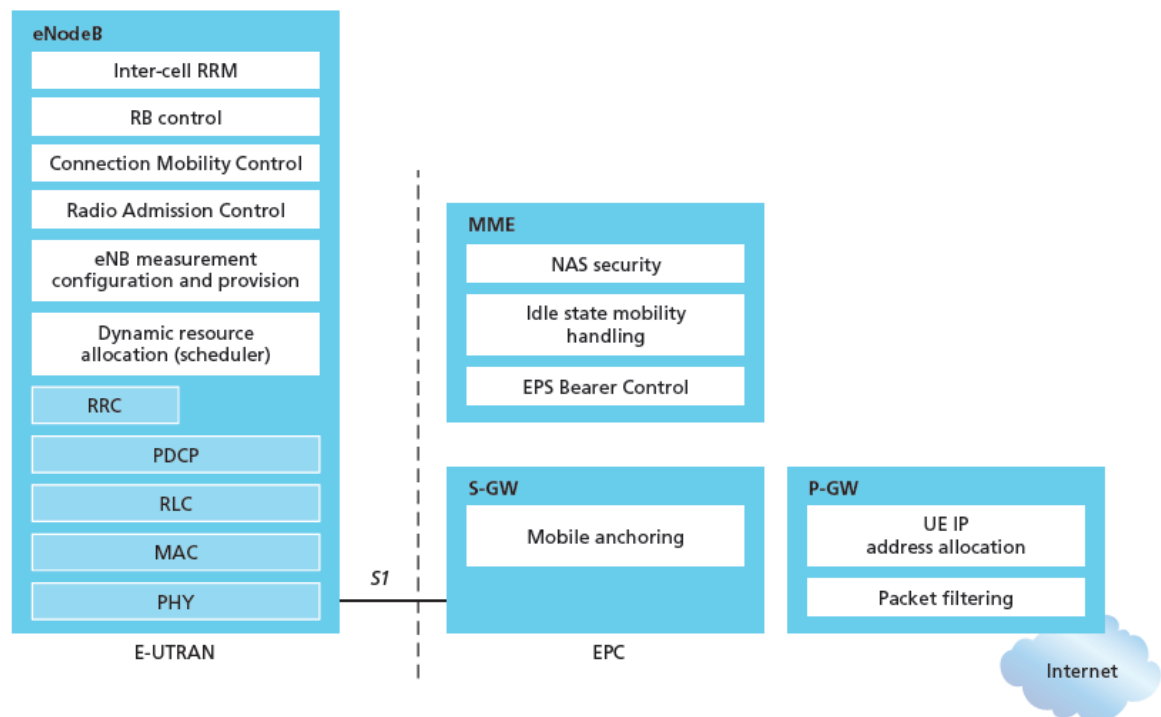 eNodeB
Inter-cell RRM
RB control
Connection Mobility Control
Radio Admission Control
eNB measurement
configuration and provision
Dynamic resource
allocation (scheduler)
RRC
PDCP
RLC
MAC
PHY
E-UTRAN
S1
MME
NAS security
Idle state mobility
handling
EPS Bearer Control
S-GW
Mobile anchoring
EPC
P-GW
UE IP
address allocation
Packet filtering
Internet